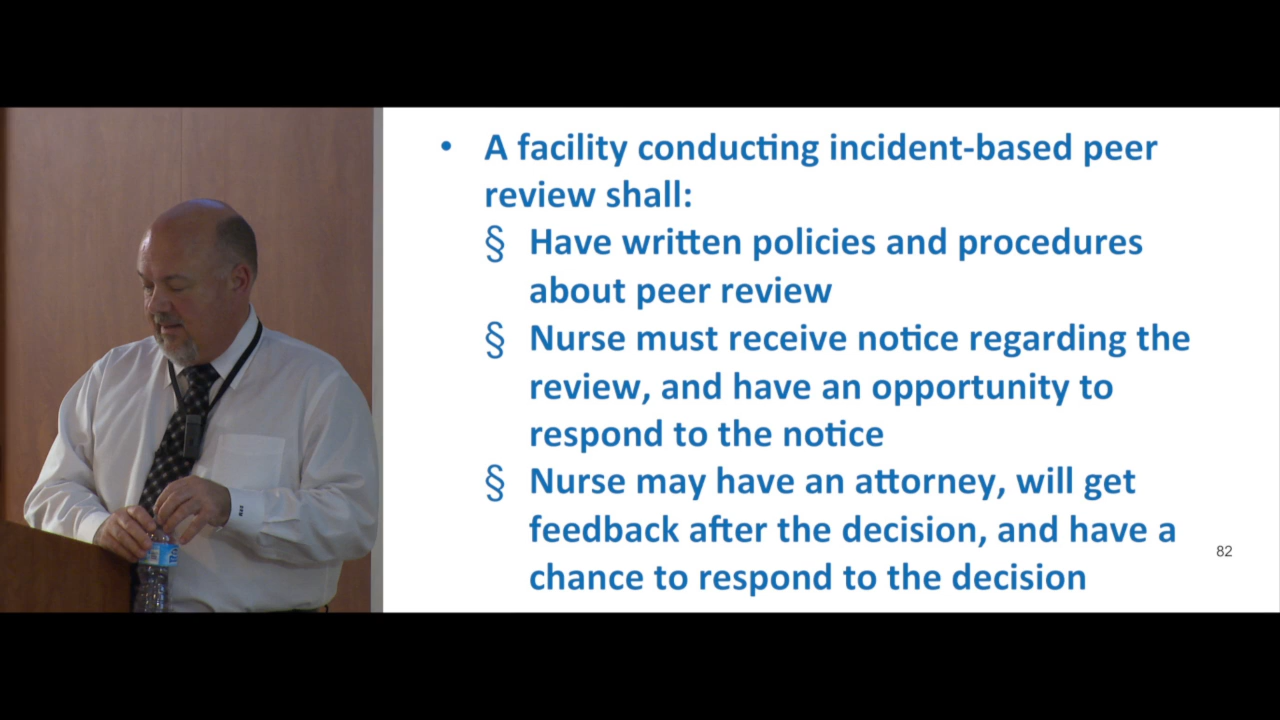 • A facility conducting incident-based peer
review shall:
§ Have written policies and procedures
about peer review
§ Nurse must receive notice regarding the
review, and have an opportunity to
respond to the notice
§ Nurse may have an attorney, will get
feedback after the decision, and have a
chance to respond to the decision
82